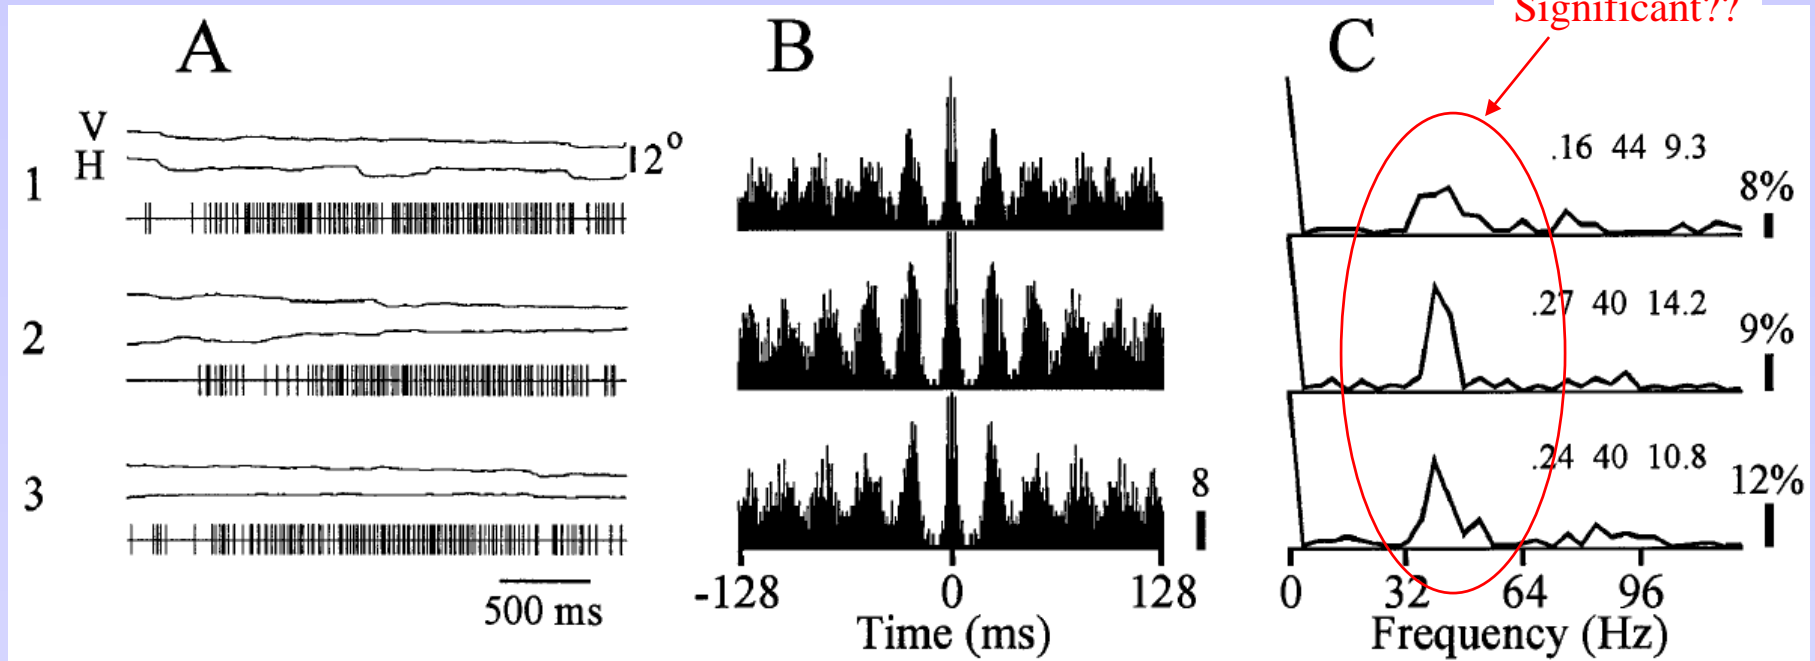 Significant??
A
B
C
V
H
2°
1
2
3
500 ms
8
-128 0 128
Time (ms)
.16 44 9.3
8%
.27 40 14.2
9%
.24 40 10.8
12%
0 32 64 96
Frequency (Hz)